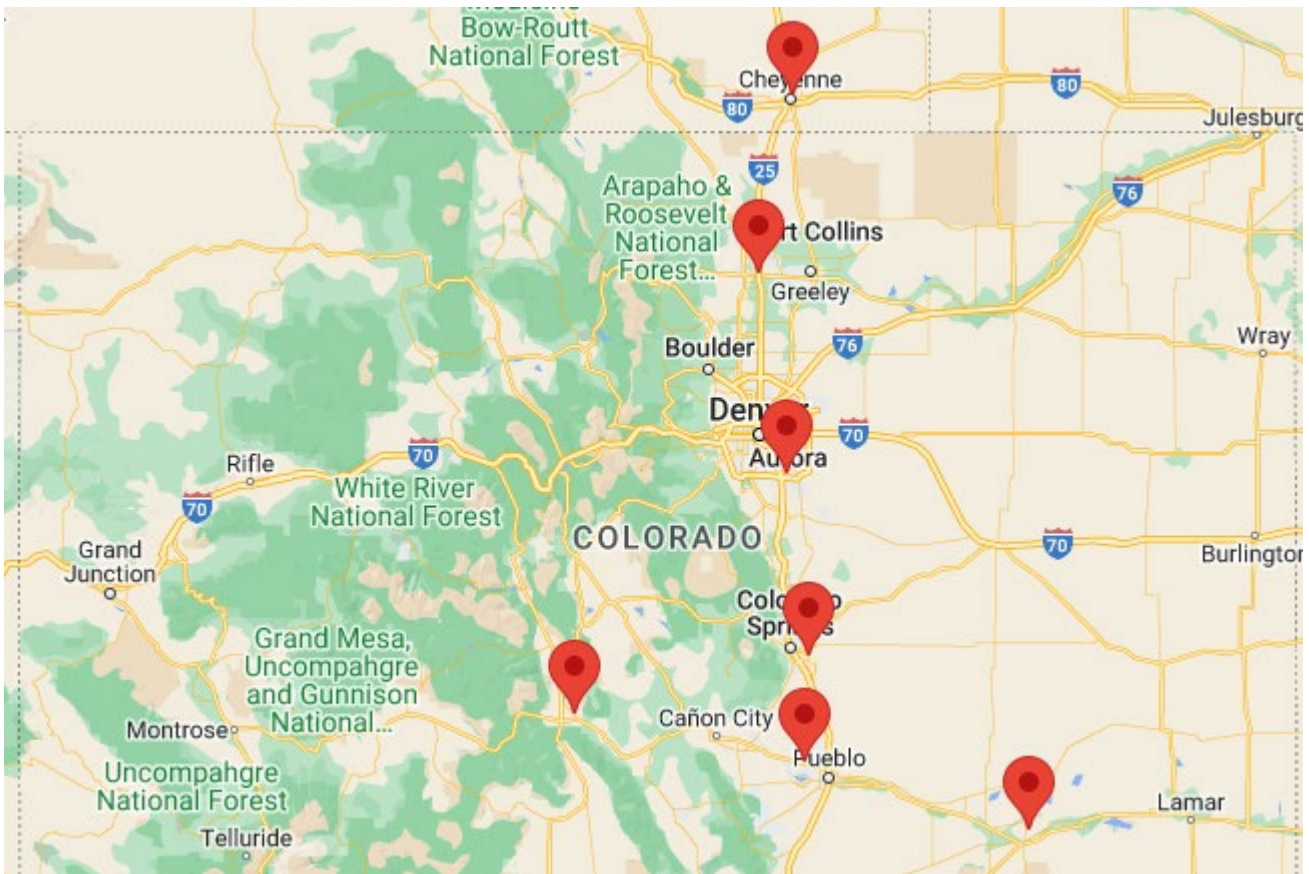 Bow-Routt
National Forest
Cheyenne
80
80
Julesburg
25
76
Arapaho &
Roosevelt
National
Forest...
rt Collins
Greeley
Boulder
76
Wray
70
Aurora
Rifle
70
White River
National Forest
70
COLORADO
70
Grand
Junction
Burlington
Grand Mesa,
Uncompahgre
and Gunnison
National...
Montrose
Cañon City
Pueblo
Uncompahgre
National Forest
Lamar
Telluride